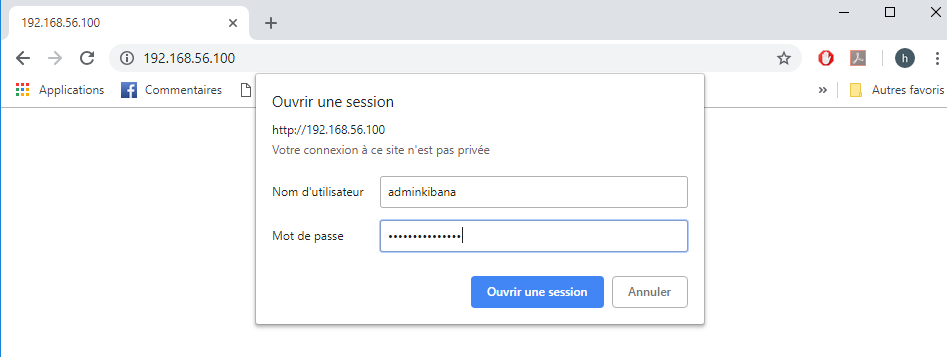 192.168.56.100
192.168.56.100
h
Applications
Commentaires
»
Autres favoris
Ouvrir une session
http://192.168.56.100
Votre connexion à ce site n'est pas privée
Nom d'utilisateur
adminkibana
Mot de passe
•••••••••••••••
Ouvrir une session
Annuler